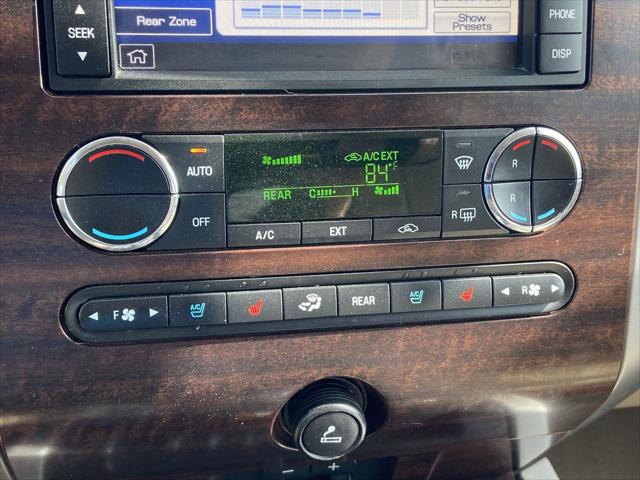 SEEK
Rear Zone
Show
Presets
PHONE
DISP
AUTO
OFF
A/C EXT
84°F
REAR C H
A/C
EXT
R
R
R
F
A/C
REAR
A/C
R
- +